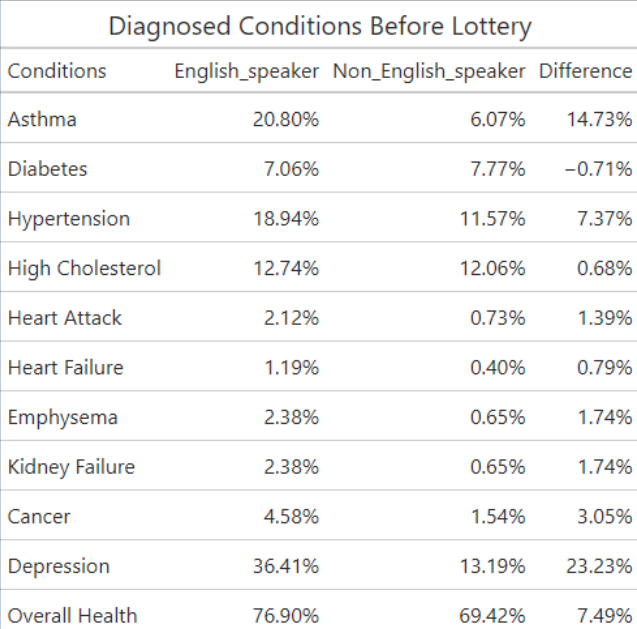 Diagnosed Conditions Before Lottery
Conditions English_speaker Non_English_speaker Difference
Asthma 20.80% 6.07% 14.73%
Diabetes 7.06% 7.77% −0.71%
Hypertension 18.94% 11.57% 7.37%
High Cholesterol 12.74% 12.06% 0.68%
Heart Attack 2.12% 0.73% 1.39%
Heart Failure 1.19% 0.40% 0.79%
Emphysema 2.38% 0.65% 1.74%
Kidney Failure 2.38% 0.65% 1.74%
Cancer 4.58% 1.54% 3.05%
Depression 36.41% 13.19% 23.23%
Overall Health 76.90% 69.42% 7.49%